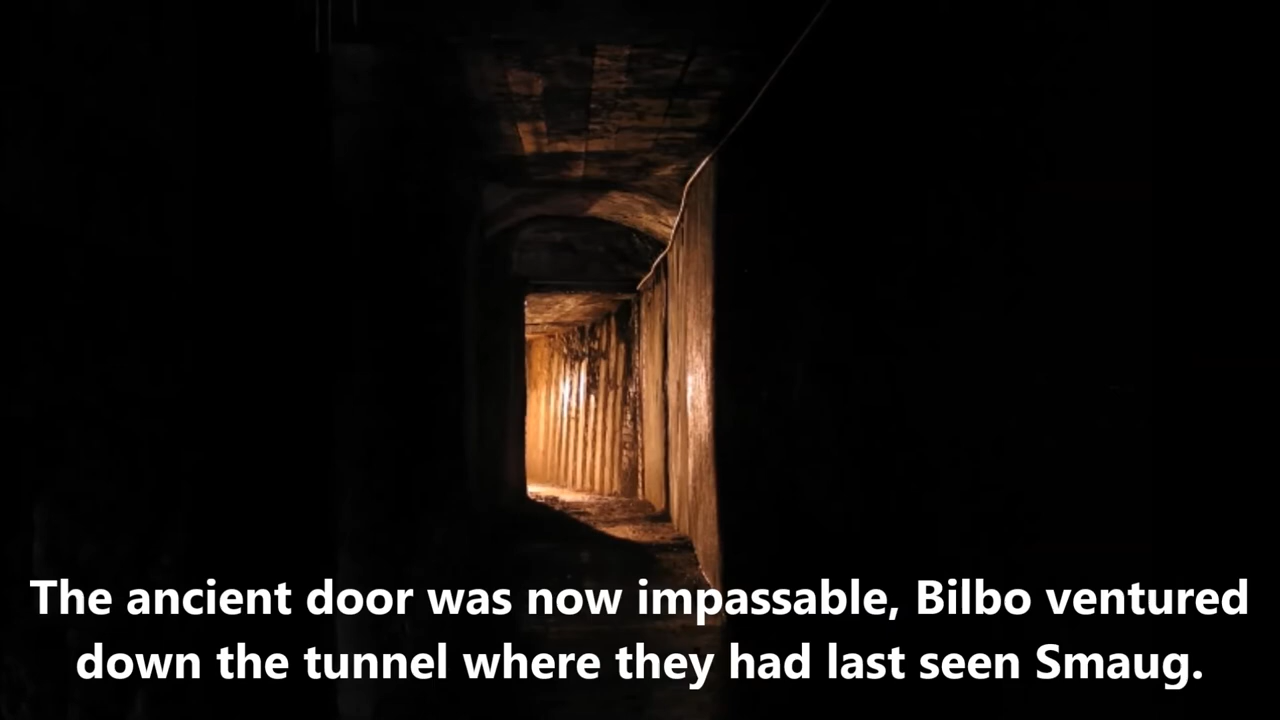 The ancient door was now impassable, Bilbo ventured
down the tunnel where they had last seen Smaug.